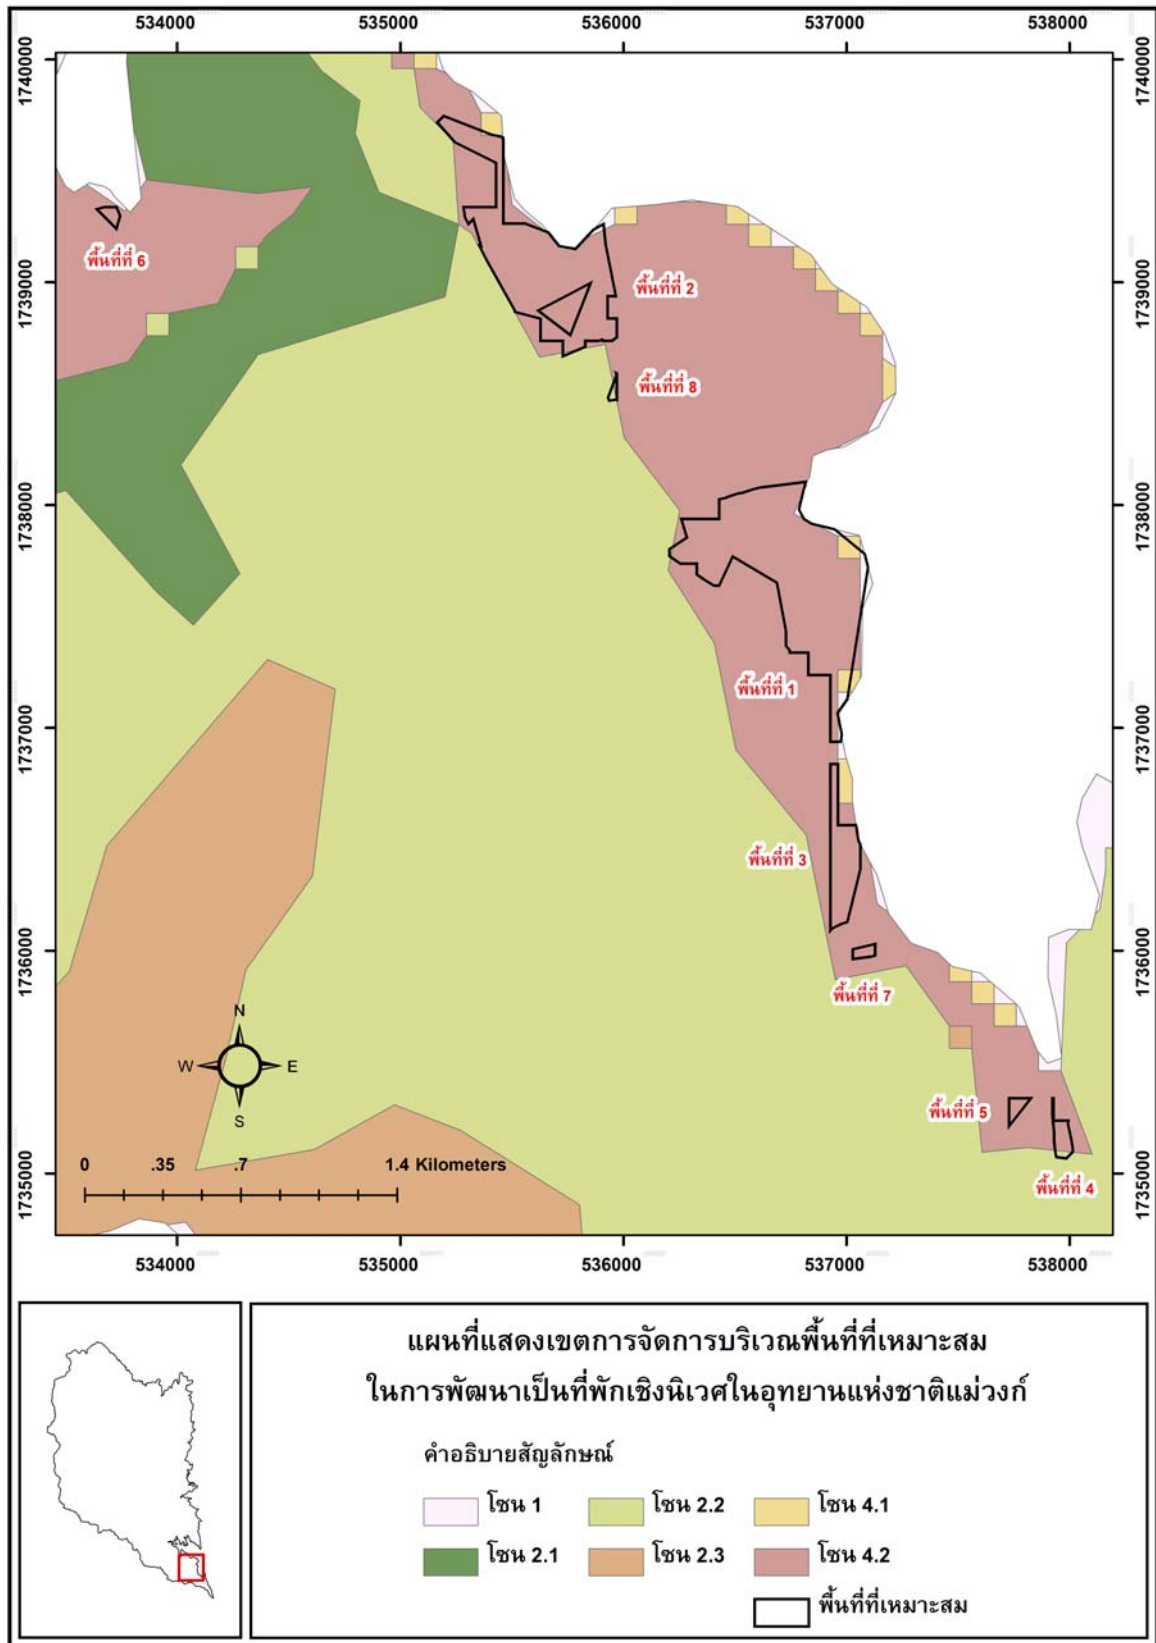 534000 535000 536000 537000 538000
1740000 1740000
พื้นที่ที่ 6
1739000 1739000
พื้นที่ที่ 2
พื้นที่ที่ 8
1738000 1738000
พื้นที่ที่ 1
1737000 1737000
พื้นที่ที่ 3
1736000 1736000
พื้นที่ที่ 7
N
W E
S
พื้นที่ที่ 5
0 .35 .7 1.4 Kilometers
1735000 1735000
พื้นที่ที่ 4
534000 535000 536000 537000 538000
แผนที่แสดงเขตการจัดการบริเวณพื้นที่ที่เหมาะสม
ในการพัฒนาเป็นที่พักเชิงนิเวศในอุทยานแห่งชาติแม่วงก์
คำอธิบายสัญลักษณ์
โซน 1 โซน 2.2 โซน 4.1
โซน 2.1 โซน 2.3 โซน 4.2
พื้นที่ที่เหมาะสม